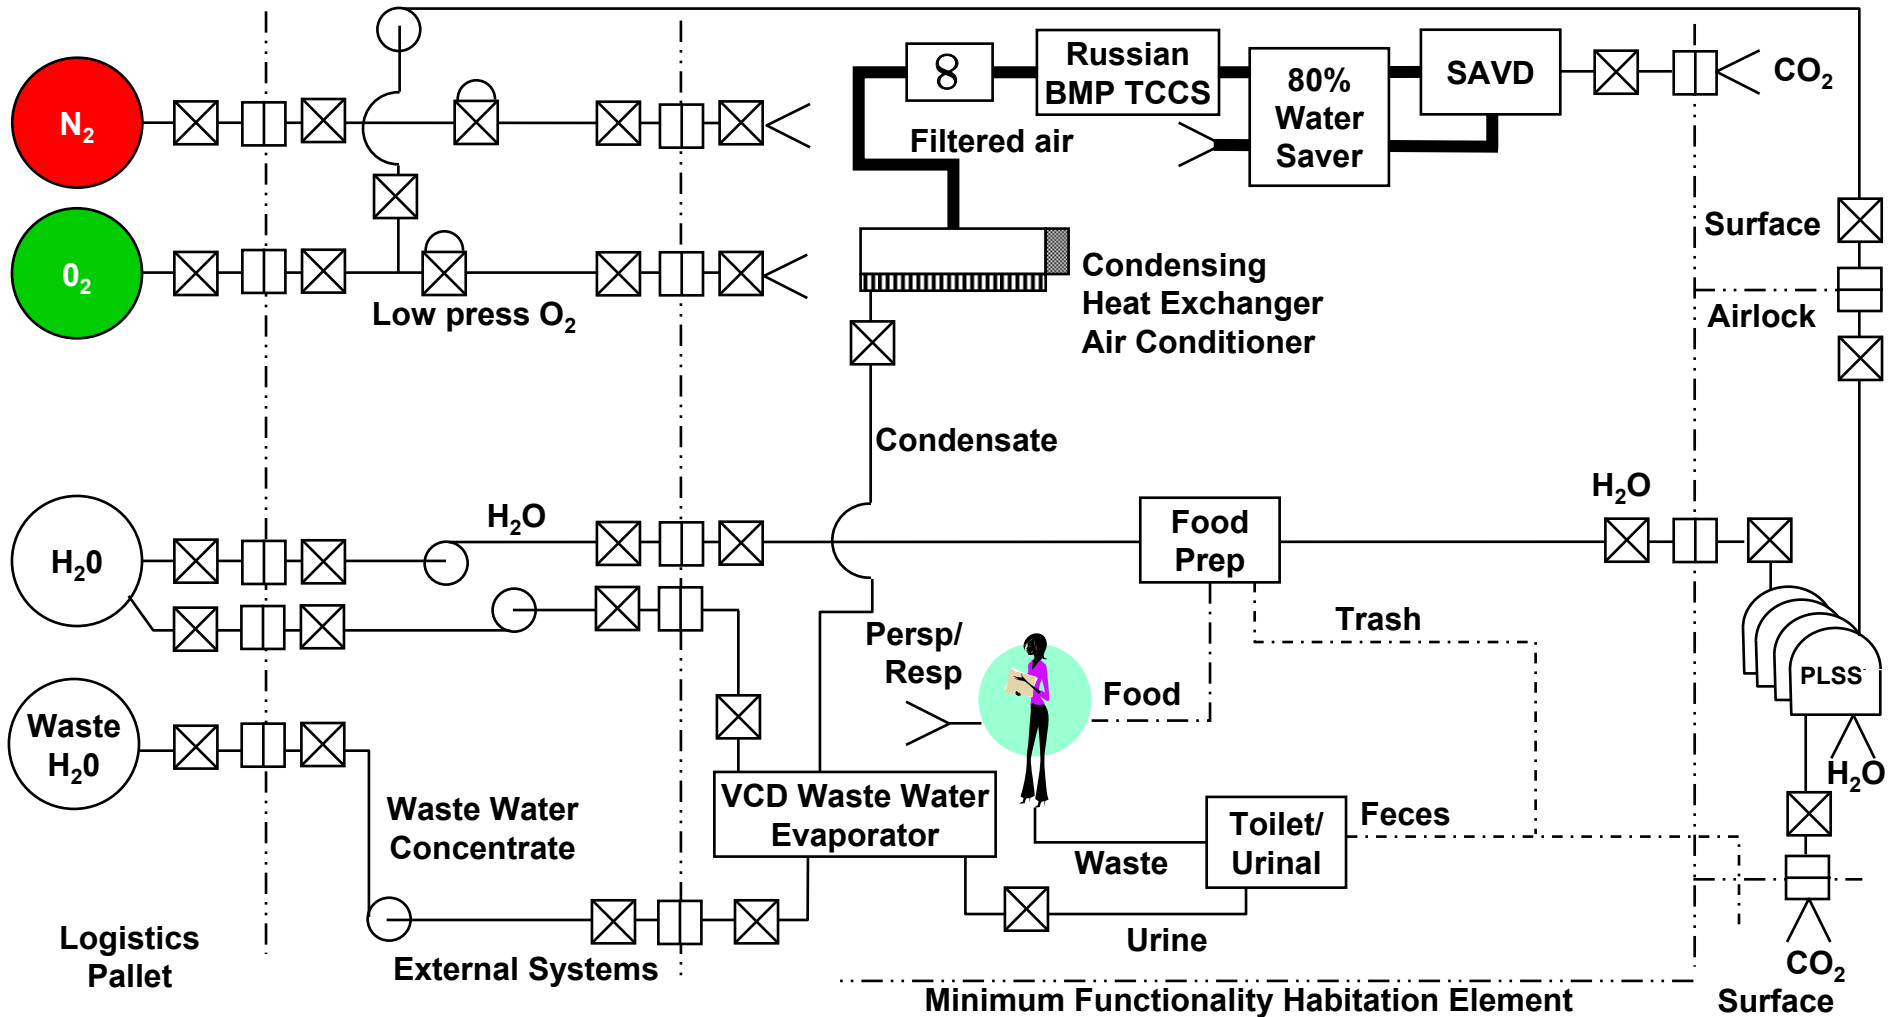 N2
02
Low press O2
H2O
H20
Waste
H20
Waste Water
Concentrate
Logistics
Pallet
External Systems
8
Russian
BMP TCCS
Filtered air
80%
Water
Saver
SAVD
CO2
Condensing
Heat Exchanger
Air Conditioner
Condensate
Surface
Airlock
Food
Prep
H2O
Trash
Persp/
Resp
Food
VCD Waste Water
Evaporator
Waste
Toilet/
Urinal
Feces
Urine
PLSS
H2O
CO2
Surface
Minimum Functionality Habitation Element